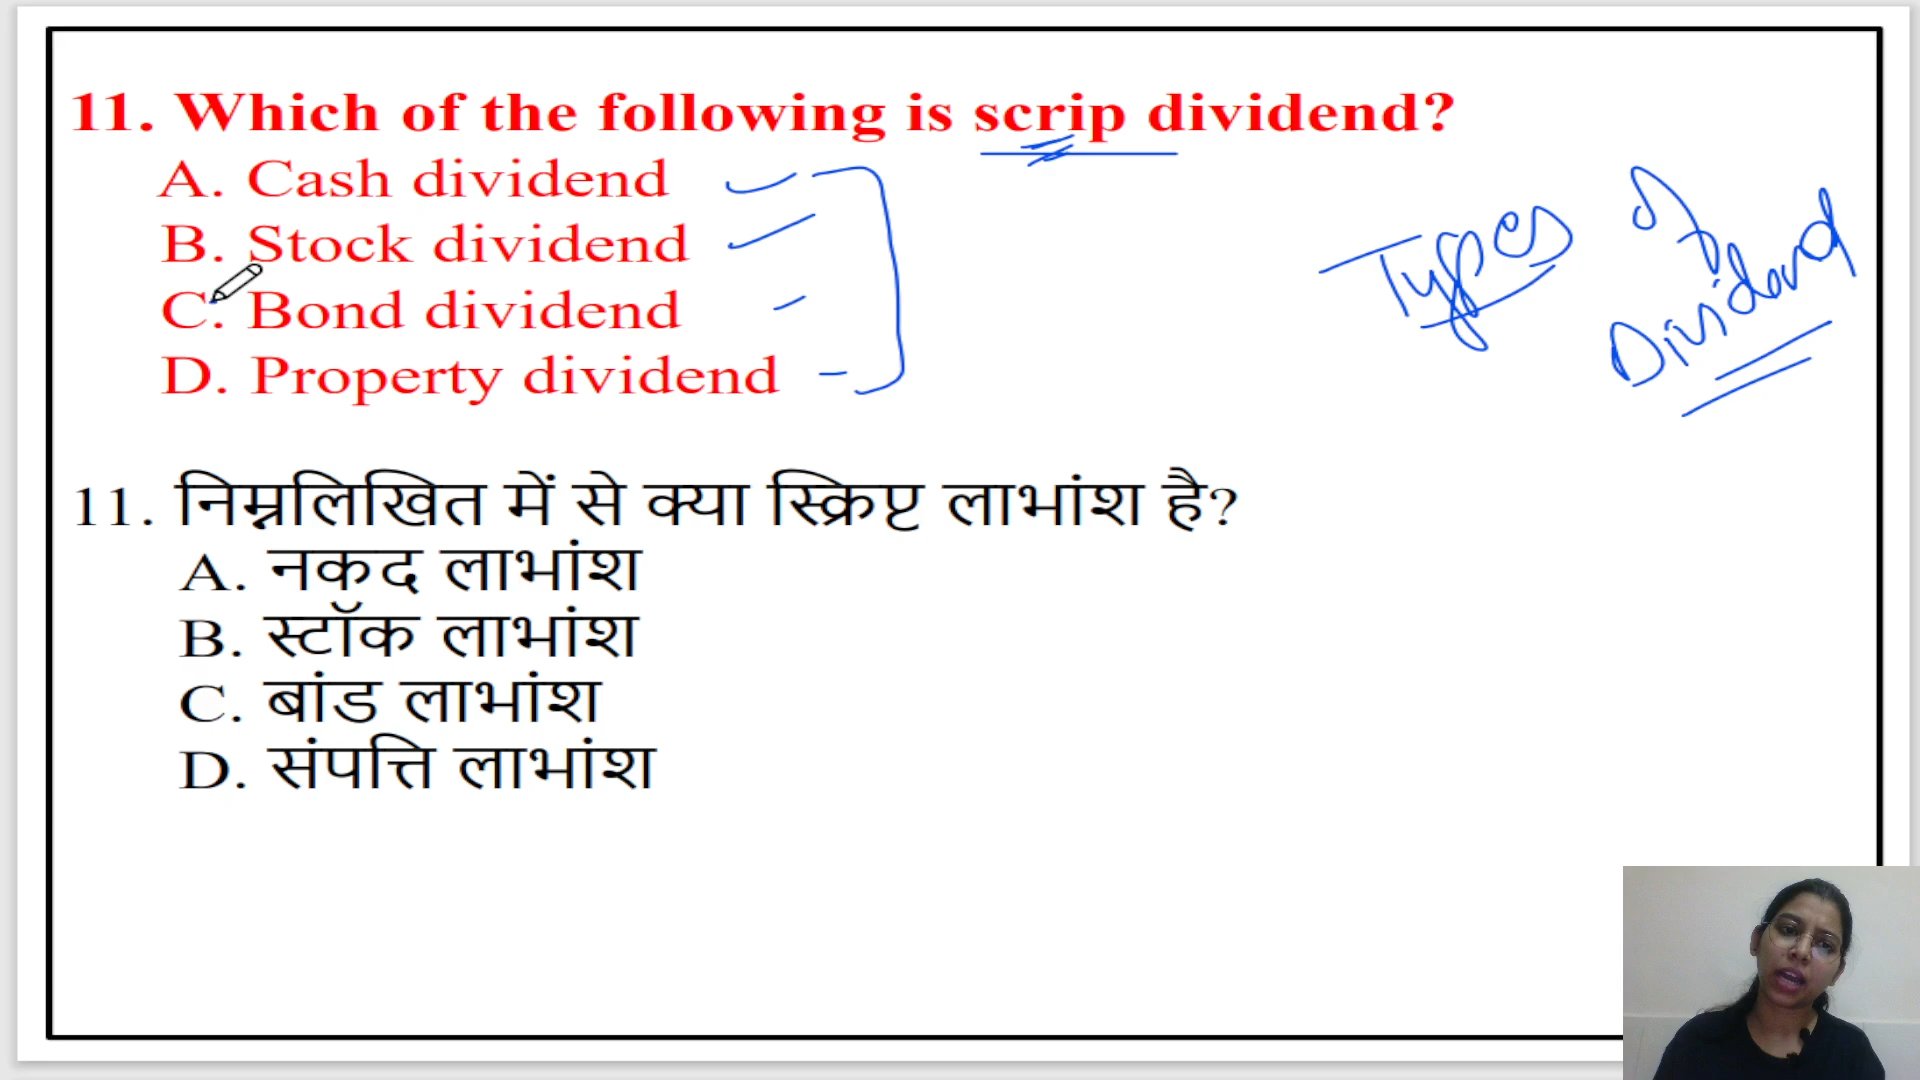 11. Which of the following is scrip dividend?
A. Cash dividend
B. Stock dividend
C. Bond dividend
D. Property dividend
Types of
Dividend
11. निम्नलिखित में से क्या स्क्रिप्ट लाभांश है?
A. नकद लाभांश
B. स्टॉक लाभांश
C. बांड लाभांश
D. संपत्ति लाभांश